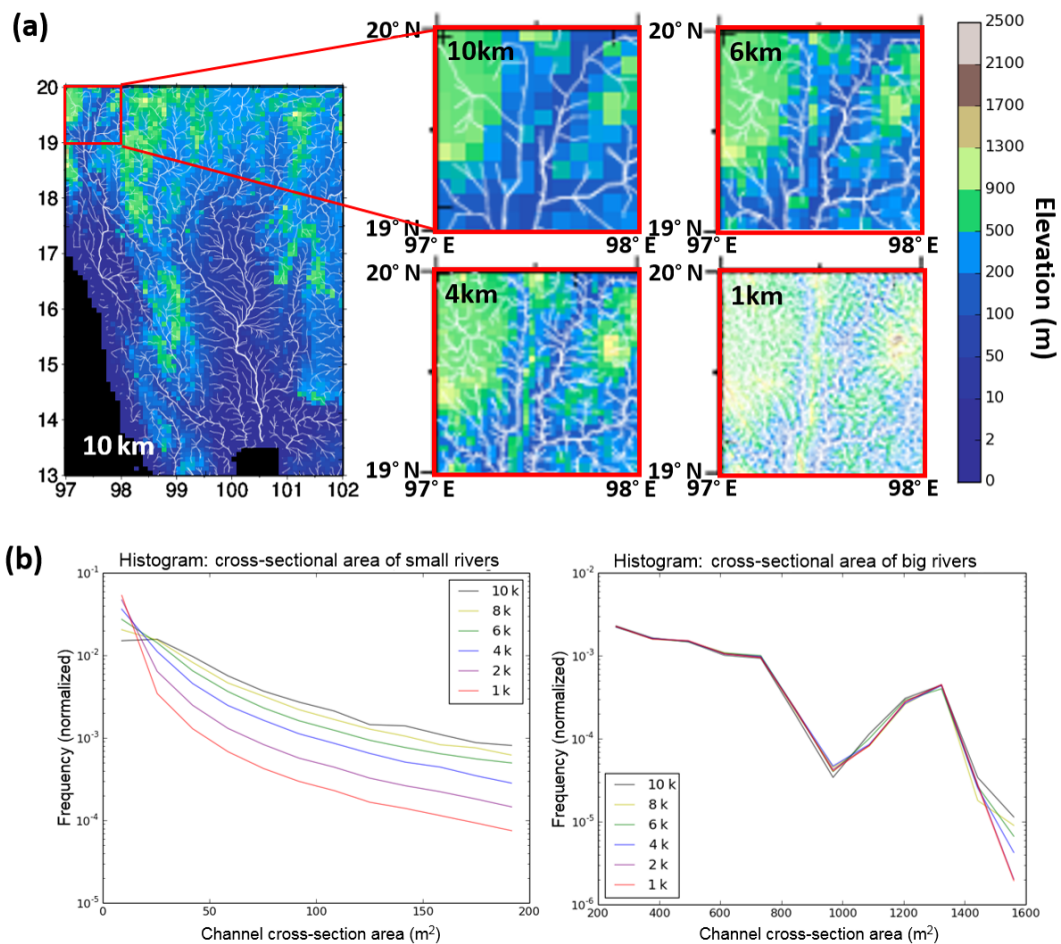 (a)
20° N
10km
19° N
97° E
98° E
20° N
6km
19° N
97° E
98° E
20° N
4km
19° N
97° E
98° E
20° N
1km
19° N
97° E
98° E
20
19
18
17
16
15
14
13
10 km
97
98
99
100
101
102
2500
2100
1700
1300
900
500
200
100
50
10
2
0
Elevation (m)
(b)
Histogram: cross-sectional area of small rivers
10⁻¹
10⁻²
10⁻³
10⁻⁴
10⁻⁵
Frequency (normalized)
10 k
8 k
6 k
4 k
2 k
1 k
0
50
100
150
200
Channel cross-section area (m²)
Histogram: cross-sectional area of big rivers
10⁻²
10⁻³
10⁻⁴
10⁻⁵
10⁻⁶
Frequency (normalized)
10 k
8 k
6 k
4 k
2 k
1 k
200
400
600
800
1000
1200
1400
1600
Channel cross-section area (m²)